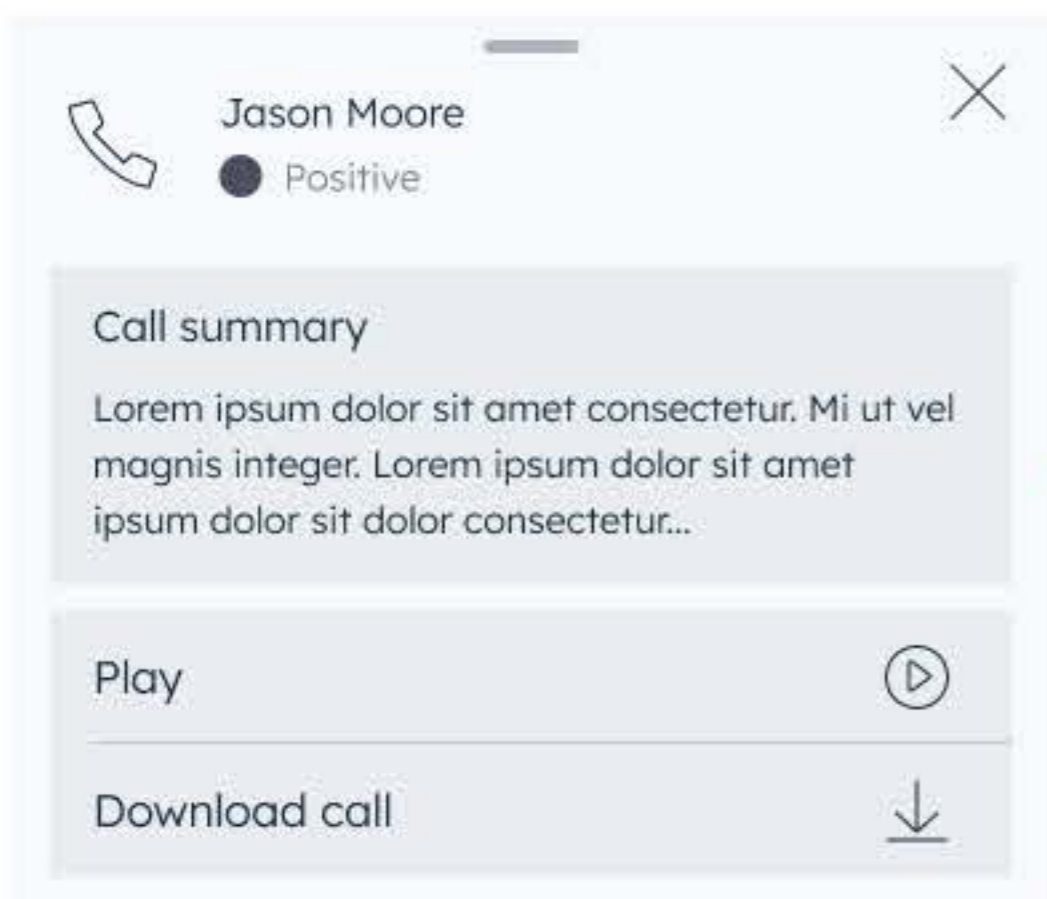 Jason Moore
Positive
Call summary
Lorem ipsum dolor sit amet consectetur. Mi ut vel
magnis integer. Lorem ipsum dolor sit amet
ipsum dolor sit dolor consectetur...
Play
Download call